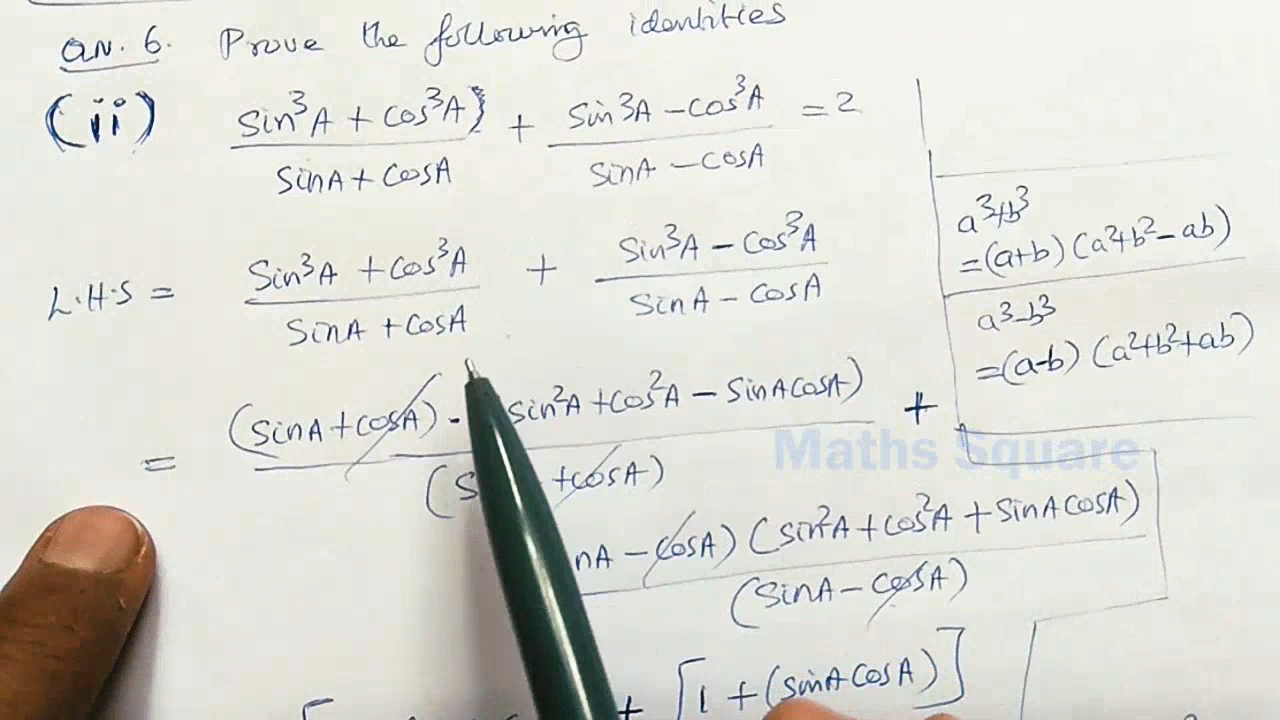 QN. 6. Prove the following identities
(ii) Sin³A + Cos³A} / SinA + CosA + Sin³A - Cos³A / SinA - CosA = 2
a³+b³
=(a+b) (a²+b²-ab)
L.H.S = Sin³A + Cos³A / SinA + CosA + Sin³A - Cos³A / SinA - CosA
a³-b³
=(a-b) (a²+b²+ab)
= (SinA + CosA) - sin²A + Cos²A - SinACosA) / (S + CosA) +
Maths Square
nA - CosA) (Sin²A + Cos²A + SinACosA) / (SinA - CosA)
+ [1 + (SinACosA)]